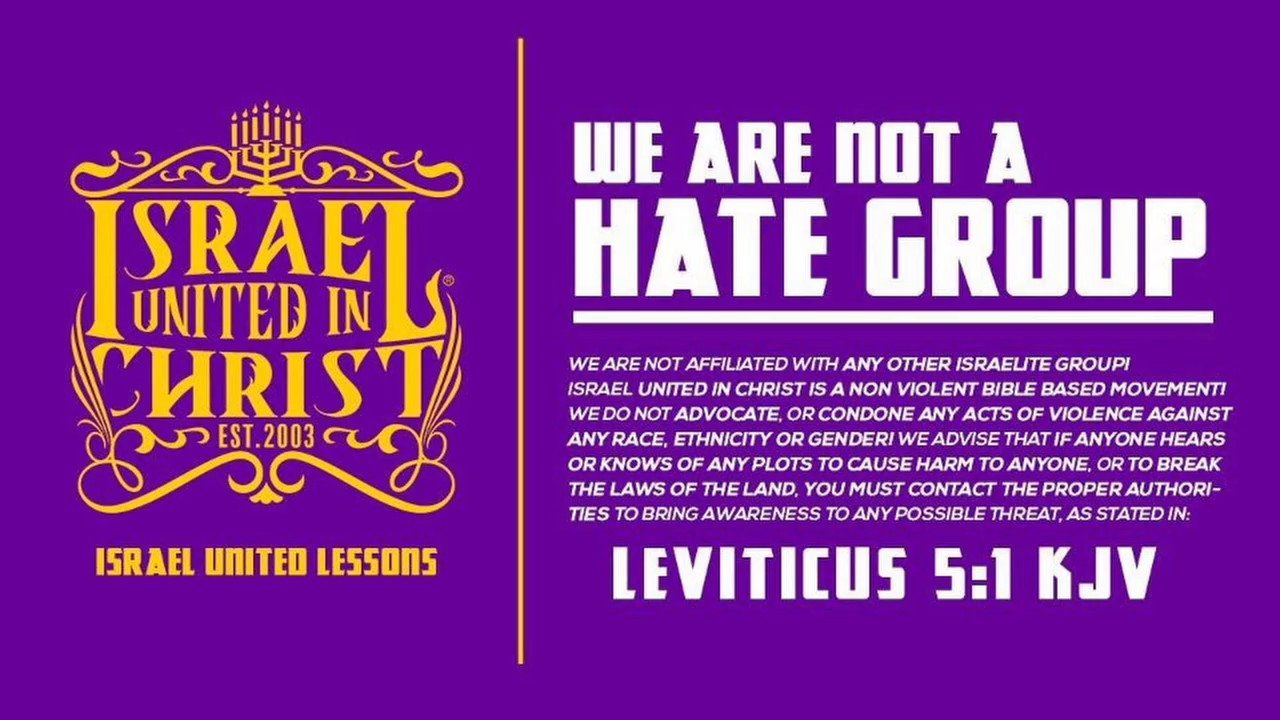 ISRAEL
UNITED IN
CHRIST
®
EST.2003
ISRAEL UNITED LESSONS
WE ARE NOT A
HATE GROUP
WE ARE NOT AFFILIATED WITH ANY OTHER ISRAELITE GROUP!
ISRAEL UNITED IN CHRIST IS A NON VIOLENT BIBLE BASED MOVEMENT!
WE DO NOT ADVOCATE, OR CONDONE ANY ACTS OF VIOLENCE AGAINST
ANY RACE, ETHNICITY OR GENDER! WE ADVISE THAT IF ANYONE HEARS
OR KNOWS OF ANY PLOTS TO CAUSE HARM TO ANYONE, OR TO BREAK
THE LAWS OF THE LAND, YOU MUST CONTACT THE PROPER AUTHORI-
TIES TO BRING AWARENESS TO ANY POSSIBLE THREAT, AS STATED IN:
LEVITICUS 5:1 KJV